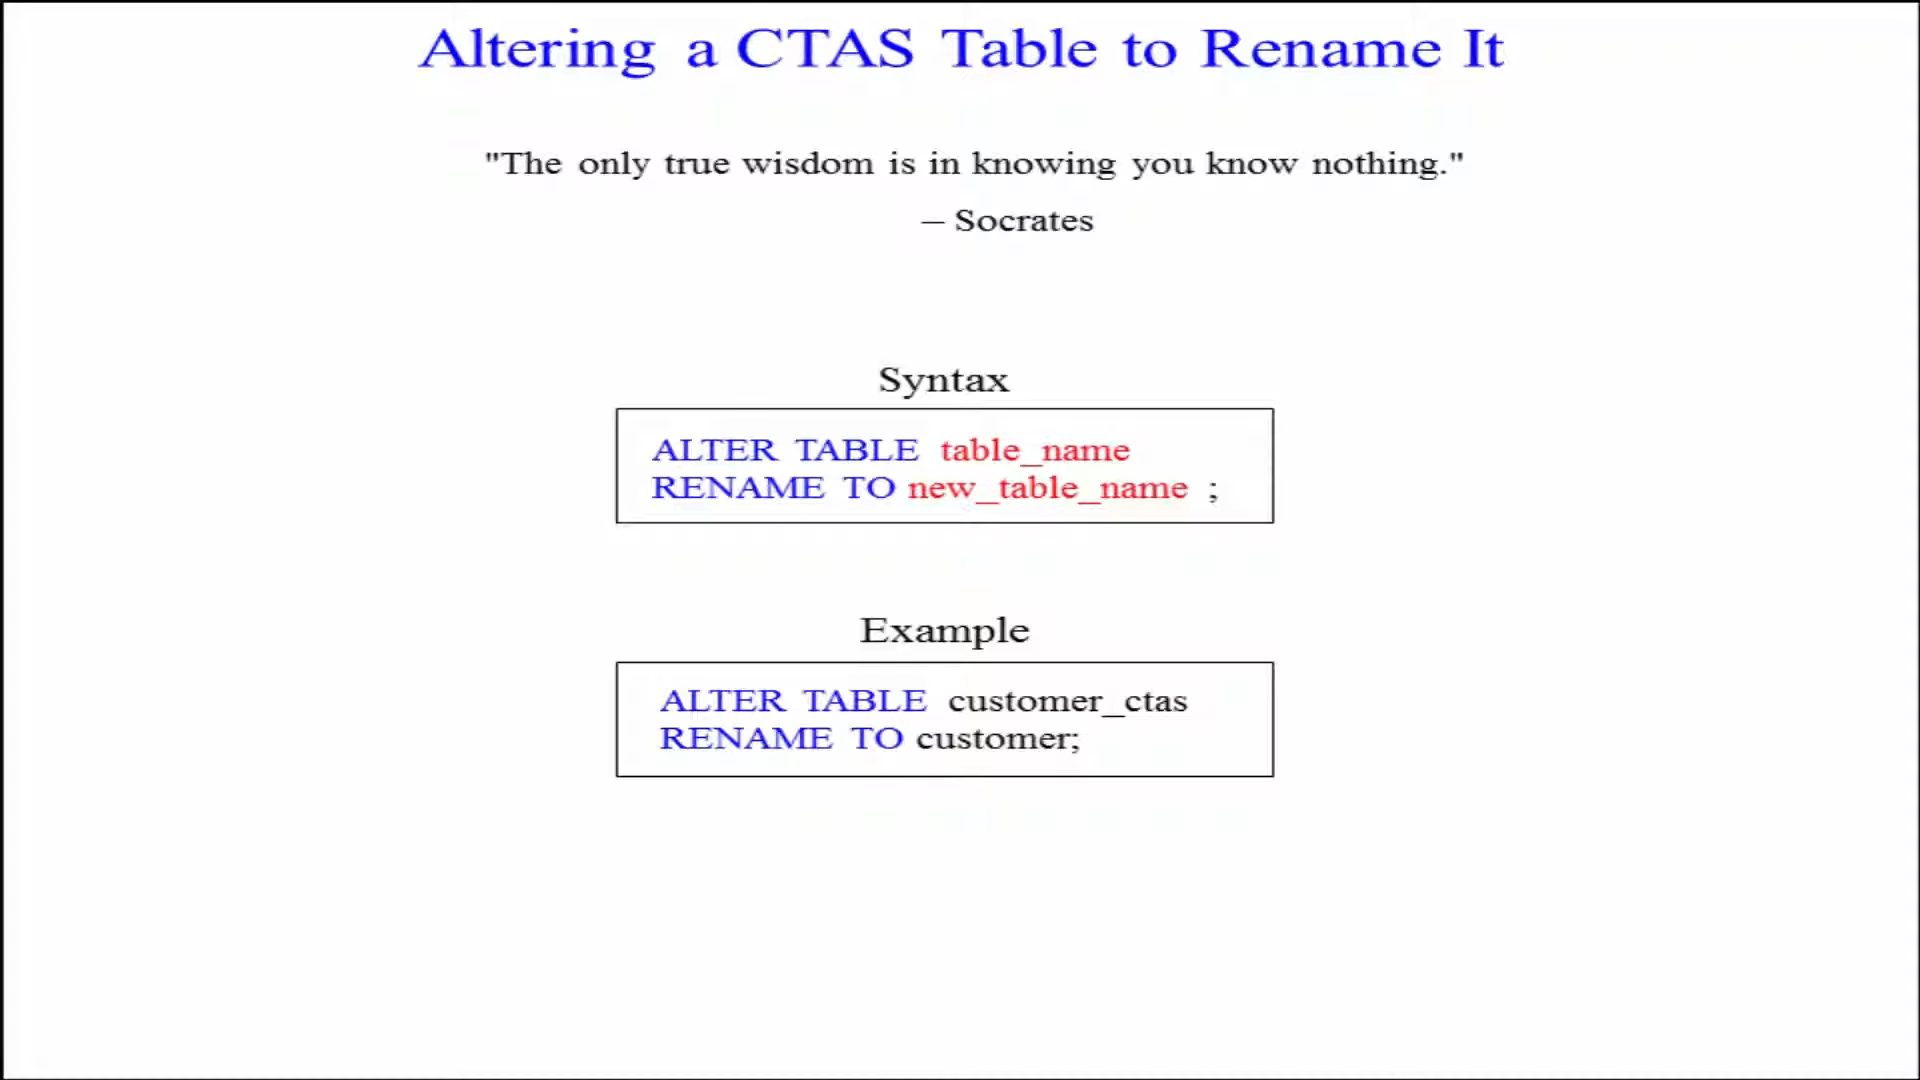 Altering a CTAS Table to Rename It
"The only true wisdom is in knowing you know nothing."
– Socrates
Syntax
ALTER TABLE table_name
RENAME TO new_table_name ;
Example
ALTER TABLE customer_ctas
RENAME TO customer;